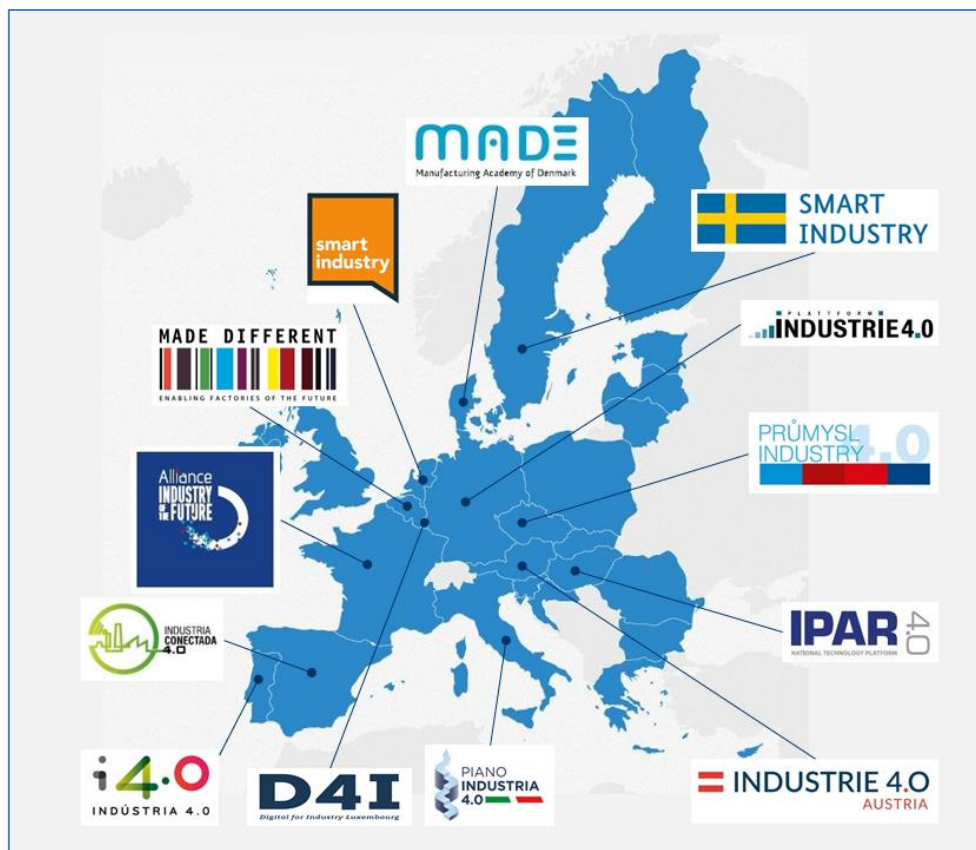 MADE
Manufacturing Academy of Denmark
SMART
INDUSTRY
smart
industry
PLATTFORM
INDUSTRIE4.0
MADE DIFFERENT
ENABLING FACTORIES OF THE FUTURE
PRŮMYSL
INDUSTRY
4.0
Alliance
INDUSTRY
OF THE
FUTURE
INDUSTRIA
CONECTADA
4.0
IPAR 4.0
NATIONAL TECHNOLOGY PLATFORM
i4.0
INDÚSTRIA 4.0
D4I
Digital for Industry Luxembourg
PIANO
INDUSTRIA
4.0
INDUSTRIE 4.0
AUSTRIA